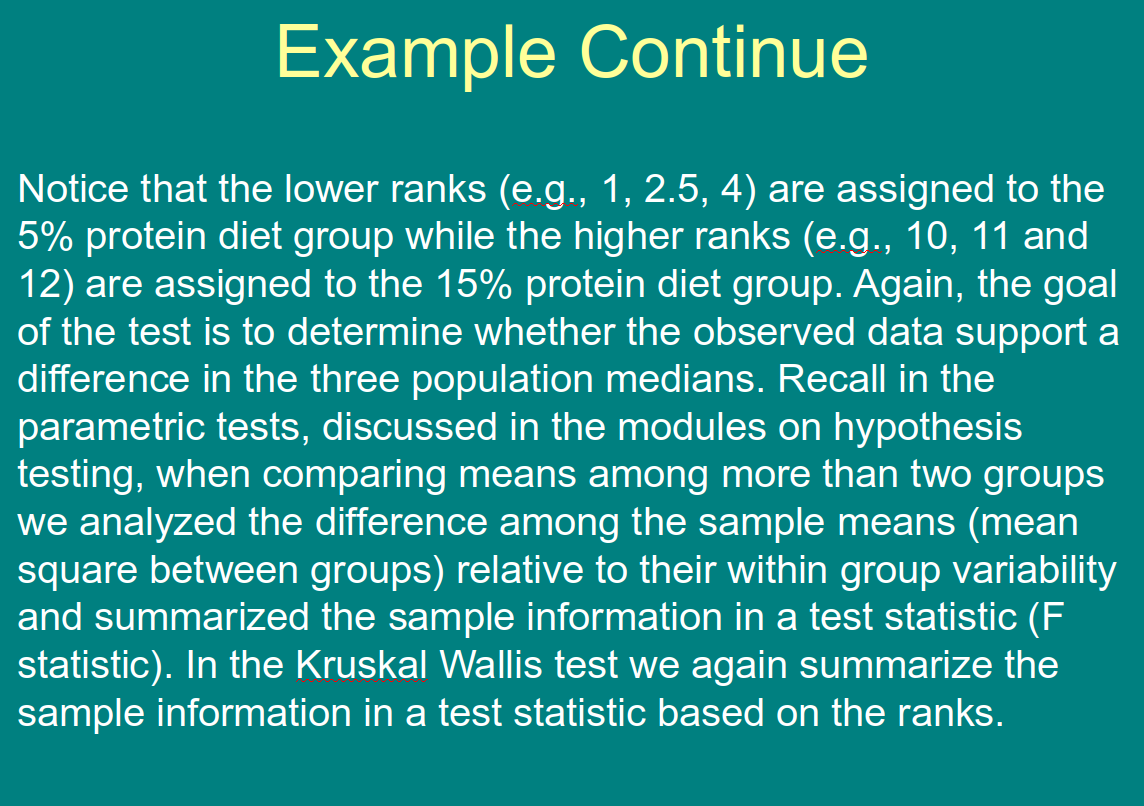 Example Continue
Notice that the lower ranks (e.g., 1, 2.5, 4) are assigned to the
5% protein diet group while the higher ranks (e.g., 10, 11 and
12) are assigned to the 15% protein diet group. Again, the goal
of the test is to determine whether the observed data support a
difference in the three population medians. Recall in the
parametric tests, discussed in the modules on hypothesis
testing, when comparing means among more than two groups
we analyzed the difference among the sample means (mean
square between groups) relative to their within group variability
and summarized the sample information in a test statistic (F
statistic). In the Kruskal Wallis test we again summarize the
sample information in a test statistic based on the ranks.